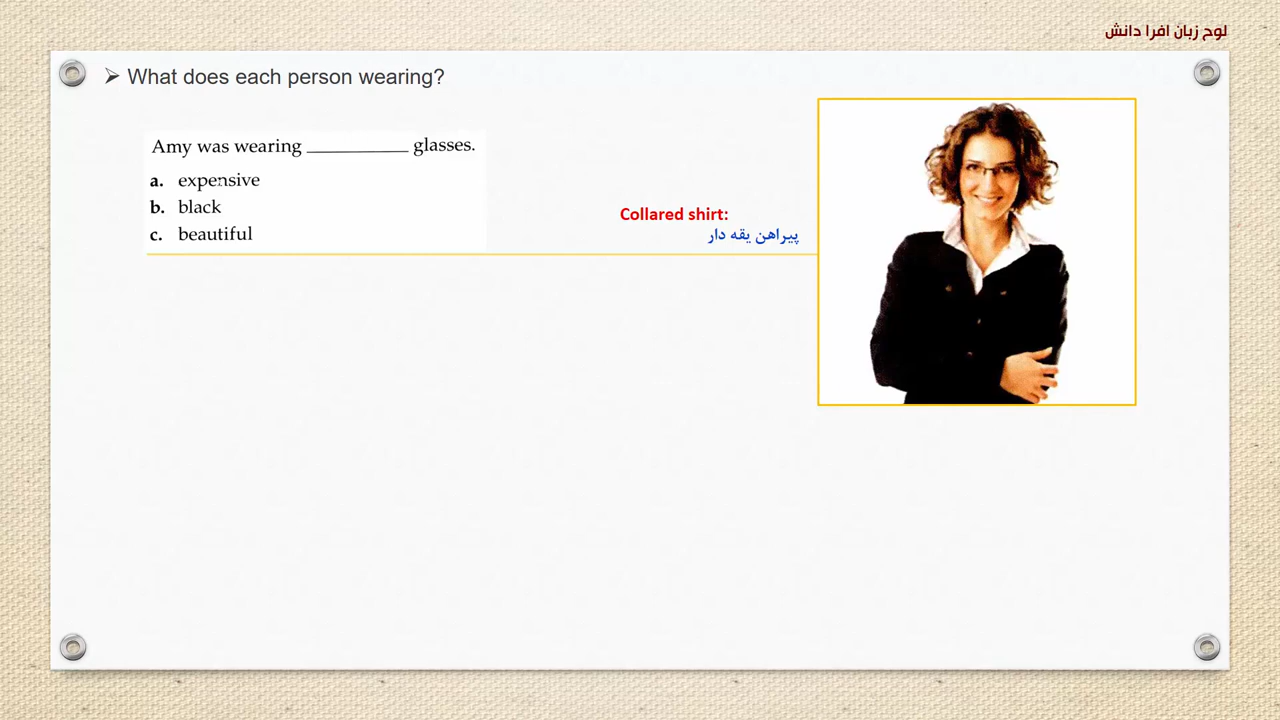 لوح زبان افرا دانش
➢ What does each person wearing?
Amy was wearing __________ glasses.
a. expensive
b. black
c. beautiful
Collared shirt:
پیراهن یقه دار